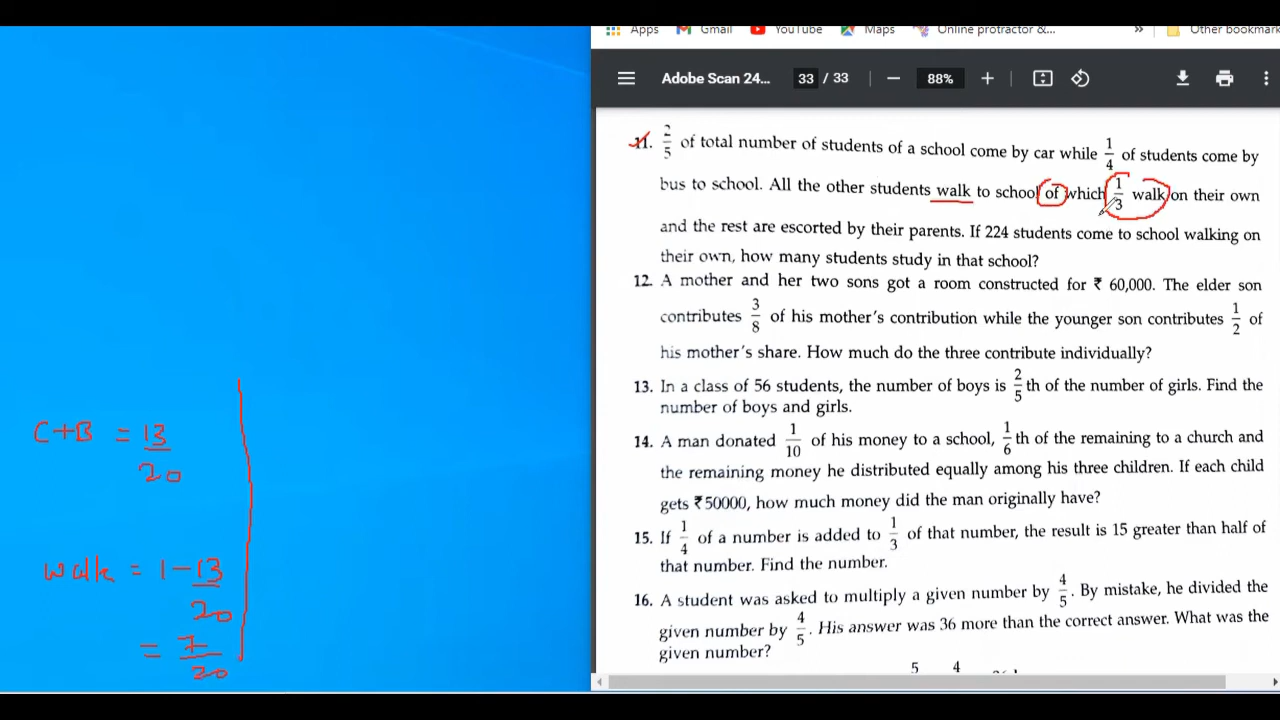 Apps Gmail YouTube Maps Online protractor &... » Other bookmark
Adobe Scan 24... 33 / 33 — 88% +
11. 2/5 of total number of students of a school come by car while 1/4 of students come by
bus to school. All the other students walk to school of which 1/3 walk on their own
and the rest are escorted by their parents. If 224 students come to school walking on
their own, how many students study in that school?
12. A mother and her two sons got a room constructed for ₹ 60,000. The elder son
contributes 3/8 of his mother's contribution while the younger son contributes 1/2 of
his mother's share. How much do the three contribute individually?
13. In a class of 56 students, the number of boys is 2/5 th of the number of girls. Find the
number of boys and girls.
14. A man donated 1/10 of his money to a school, 1/6 th of the remaining to a church and
the remaining money he distributed equally among his three children. If each child
gets ₹50000, how much money did the man originally have?
15. If 1/4 of a number is added to 1/3 of that number, the result is 15 greater than half of
that number. Find the number.
16. A student was asked to multiply a given number by 4/5. By mistake, he divided the
given number by 4/5. His answer was 36 more than the correct answer. What was the
given number?
5 4
C+B = 13/20
walk = 1-13/20
= 7/20